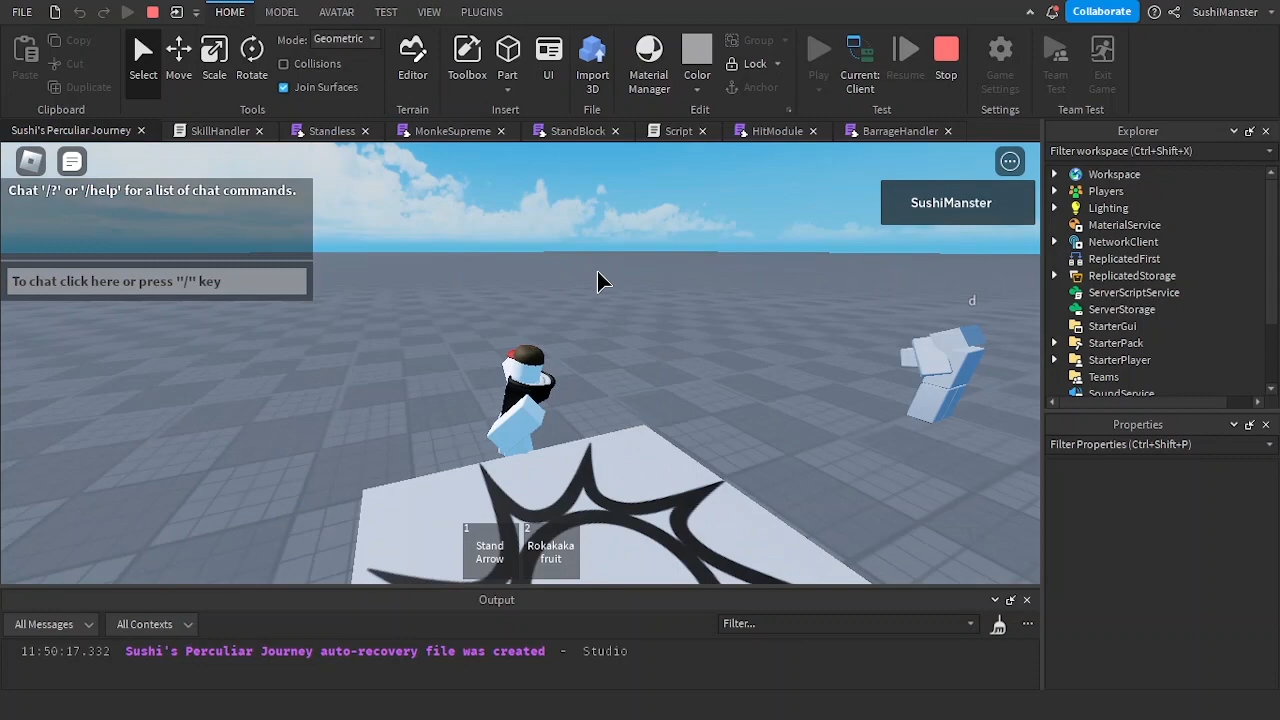 FILE
HOME
MODEL
AVATAR
TEST
VIEW
PLUGINS
Collaborate
SushiManster
Paste
Copy
Cut
Duplicate
Clipboard
Select
Move
Scale
Rotate
Mode: Geometric
Collisions
Join Surfaces
Tools
Editor
Terrain
Toolbox
Part
UI
Insert
Import
3D
File
Material
Manager
Color
Group
Lock
Anchor
Edit
Play
Current:
Client
Resume
Stop
Test
Game
Settings
Settings
Team
Test
Exit
Game
Team Test
Sushi's Perculiar Journey
SkillHandler
Standless
MonkeSupreme
StandBlock
Script
HitModule
BarrageHandler
Explorer
Filter workspace (Ctrl+Shift+X)
Workspace
Players
Lighting
MaterialService
NetworkClient
ReplicatedFirst
ReplicatedStorage
ServerScriptService
ServerStorage
StarterGui
StarterPack
StarterPlayer
Teams
SoundService
Properties
Filter Properties (Ctrl+Shift+P)
Chat '/?' or '/help' for a list of chat commands.
To chat click here or press "/" key
SushiManster
d
1
Stand
Arrow
2
Rokakaka
fruit
Output
All Messages
All Contexts
Filter...
11:50:17.332 Sushi's Perculiar Journey auto-recovery file was created - Studio